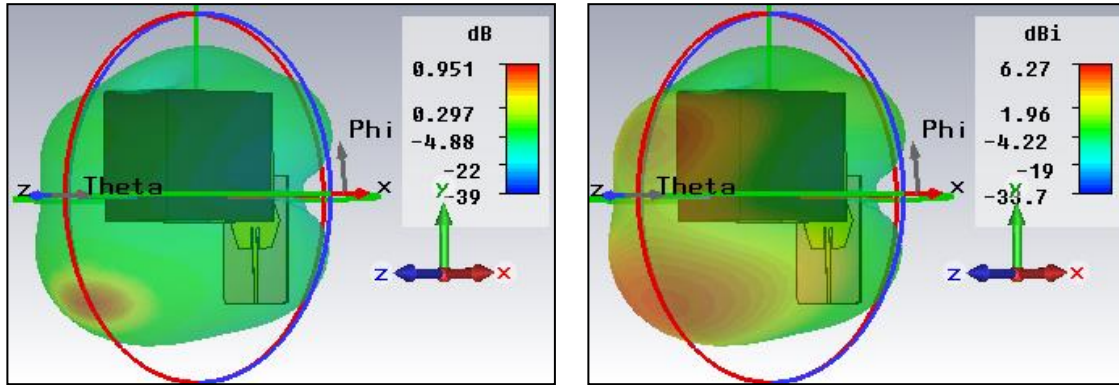 dB
0.951
0.297
-4.88
-22
-39
Phi
z
Theta
x
y
z
x
dBi
6.27
1.96
-4.22
-19
Phi
z
Theta
x
z
x